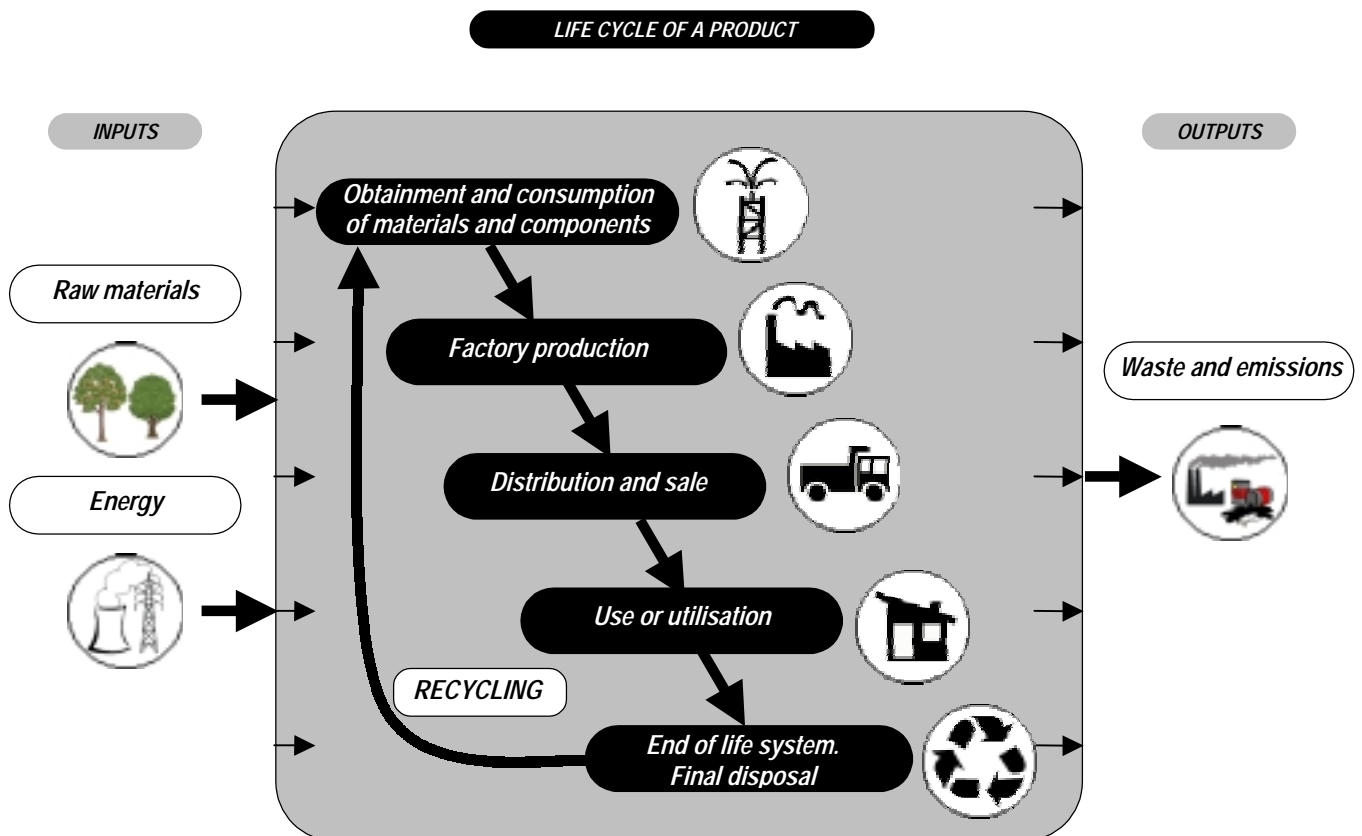 LIFE CYCLE OF A PRODUCT
INPUTS
OUTPUTS
Obtainment and consumption
of materials and components
Raw materials
Factory production
Waste and emissions
Distribution and sale
Energy
Use or utilisation
RECYCLING
End of life system.
Final disposal